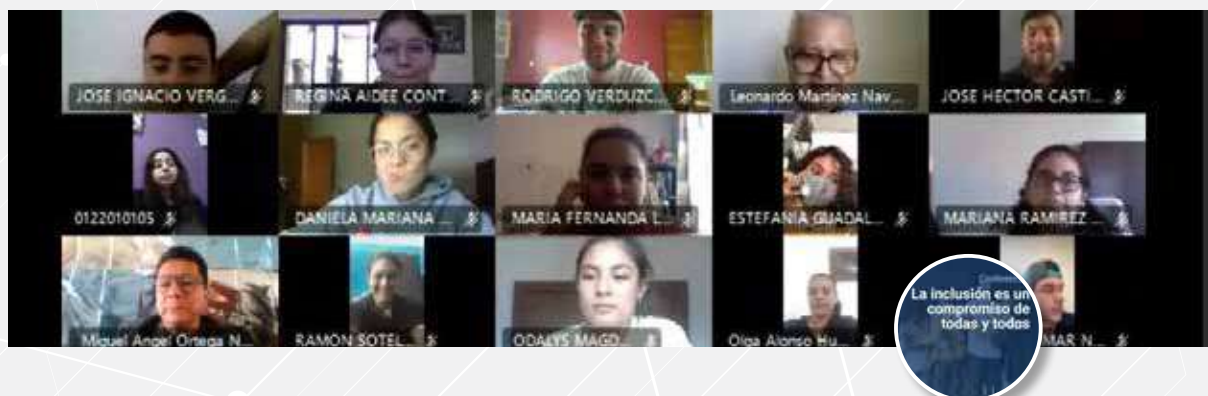 JOSE IGNACIO VERG...
REGINA AIDEE CONT...
RODRIGO VERDUZC...
Leonardo Martinez Nav...
JOSE HECTOR CASTI...
0122010105
DANIELA MARIANA ...
MARIA FERNANDA L...
ESTEFANIA GUADAL...
MARIANA RAMIREZ ...
Miguel Angel Ortega N...
RAMON SOTEL...
ODALYS MAGD...
Olga Alonso Hu...
MAR N...
La inclusión es un
compromiso de
todas y todos